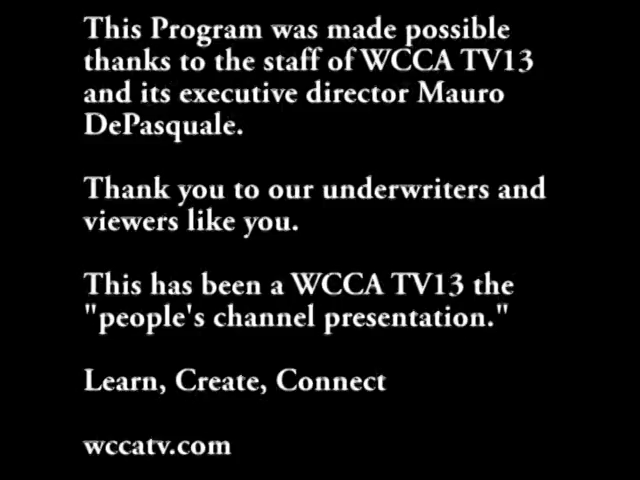 This Program was made possible
thanks to the staff of WCCA TV13
and its executive director Mauro
DePasquale.
Thank you to our underwriters and
viewers like you.
This has been a WCCA TV13 the
"people's channel presentation."
Learn, Create, Connect
wccatv.com